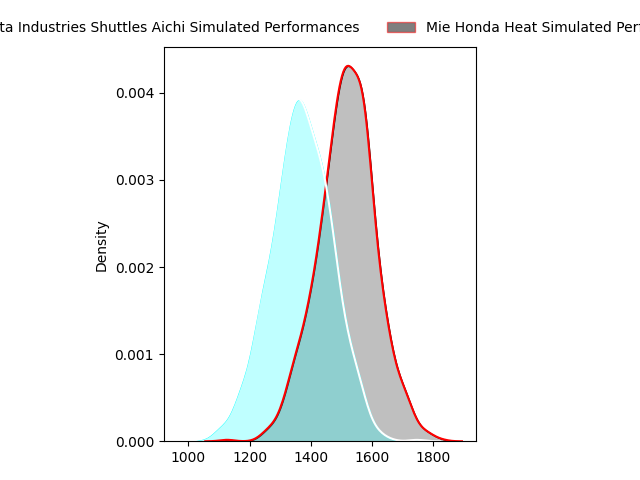 ta Industries Shuttles Aichi Simulated Performances
Mie Honda Heat Simulated Per
0.004
0.003
0.002
0.001
0.000
Density
1000 1200 1400 1600 1800